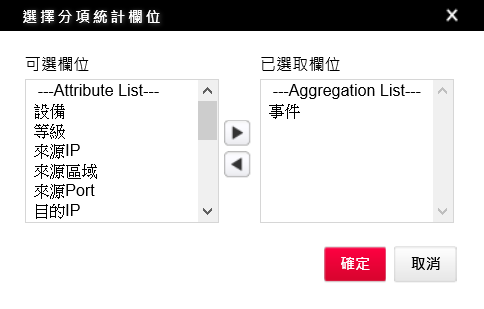 選擇分項統計欄位
可選欄位
---Attribute List---
設備
等級
來源IP
來源區域
來源Port
目的IP
已選取欄位
---Aggregation List---
事件
確定
取消